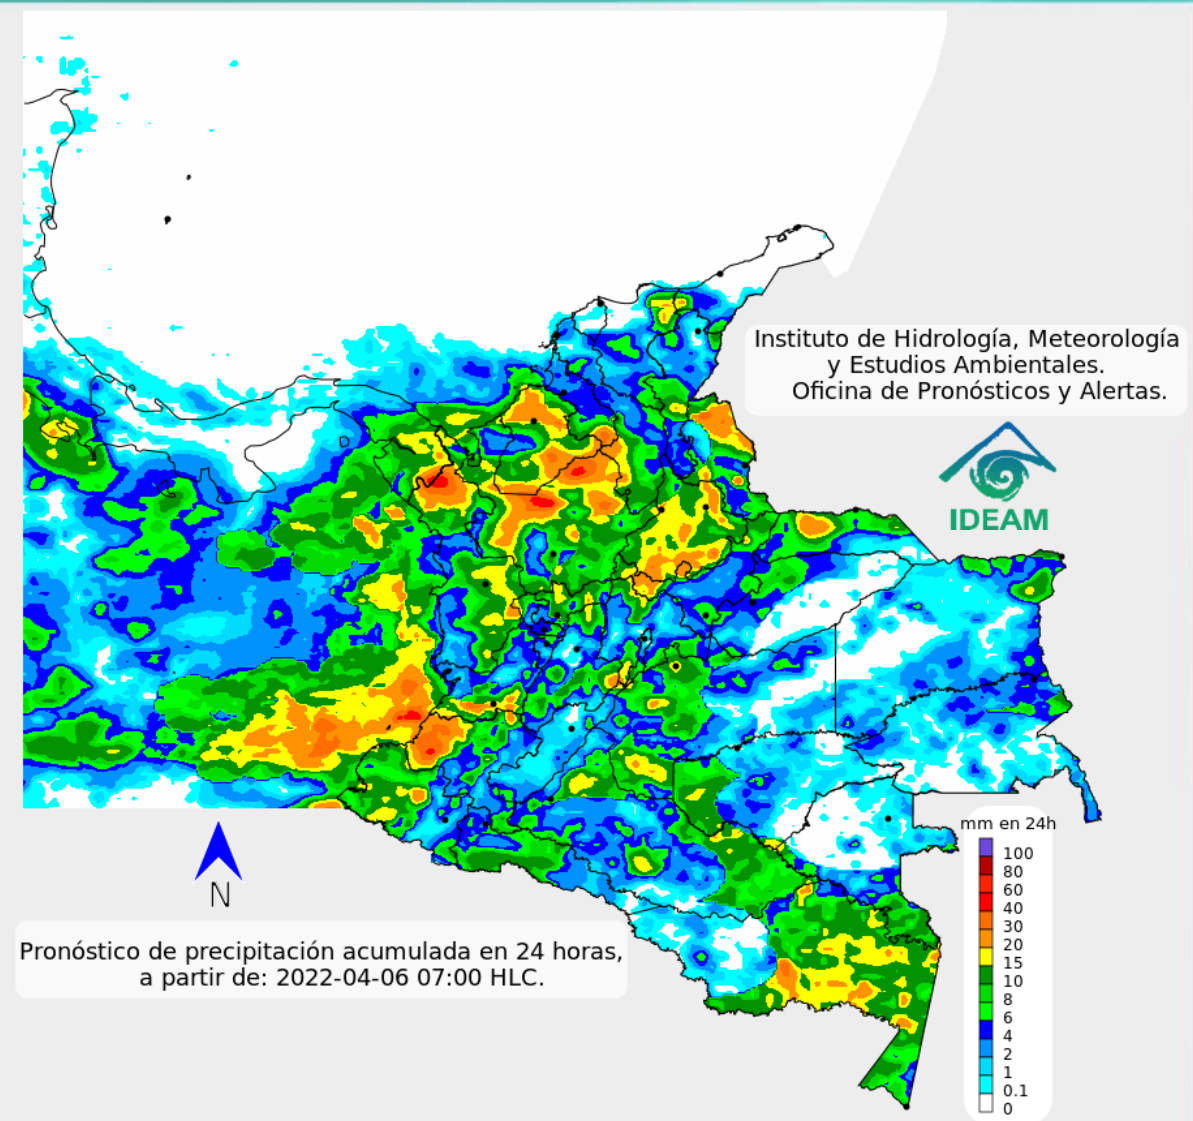 Instituto de Hidrología, Meteorología
y Estudios Ambientales.
Oficina de Pronósticos y Alertas.
IDEAM
mm en 24h
100
80
60
40
30
20
15
10
8
6
4
2
1
0.1
0
N
Pronóstico de precipitación acumulada en 24 horas,
a partir de: 2022-04-06 07:00 HLC.